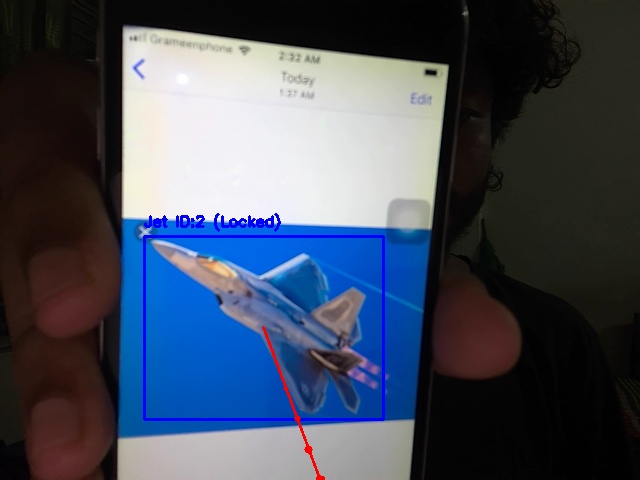 Grameenphone
2:32 AM
Today
1:37 AM
Edit
Jet ID:2 (Locked)